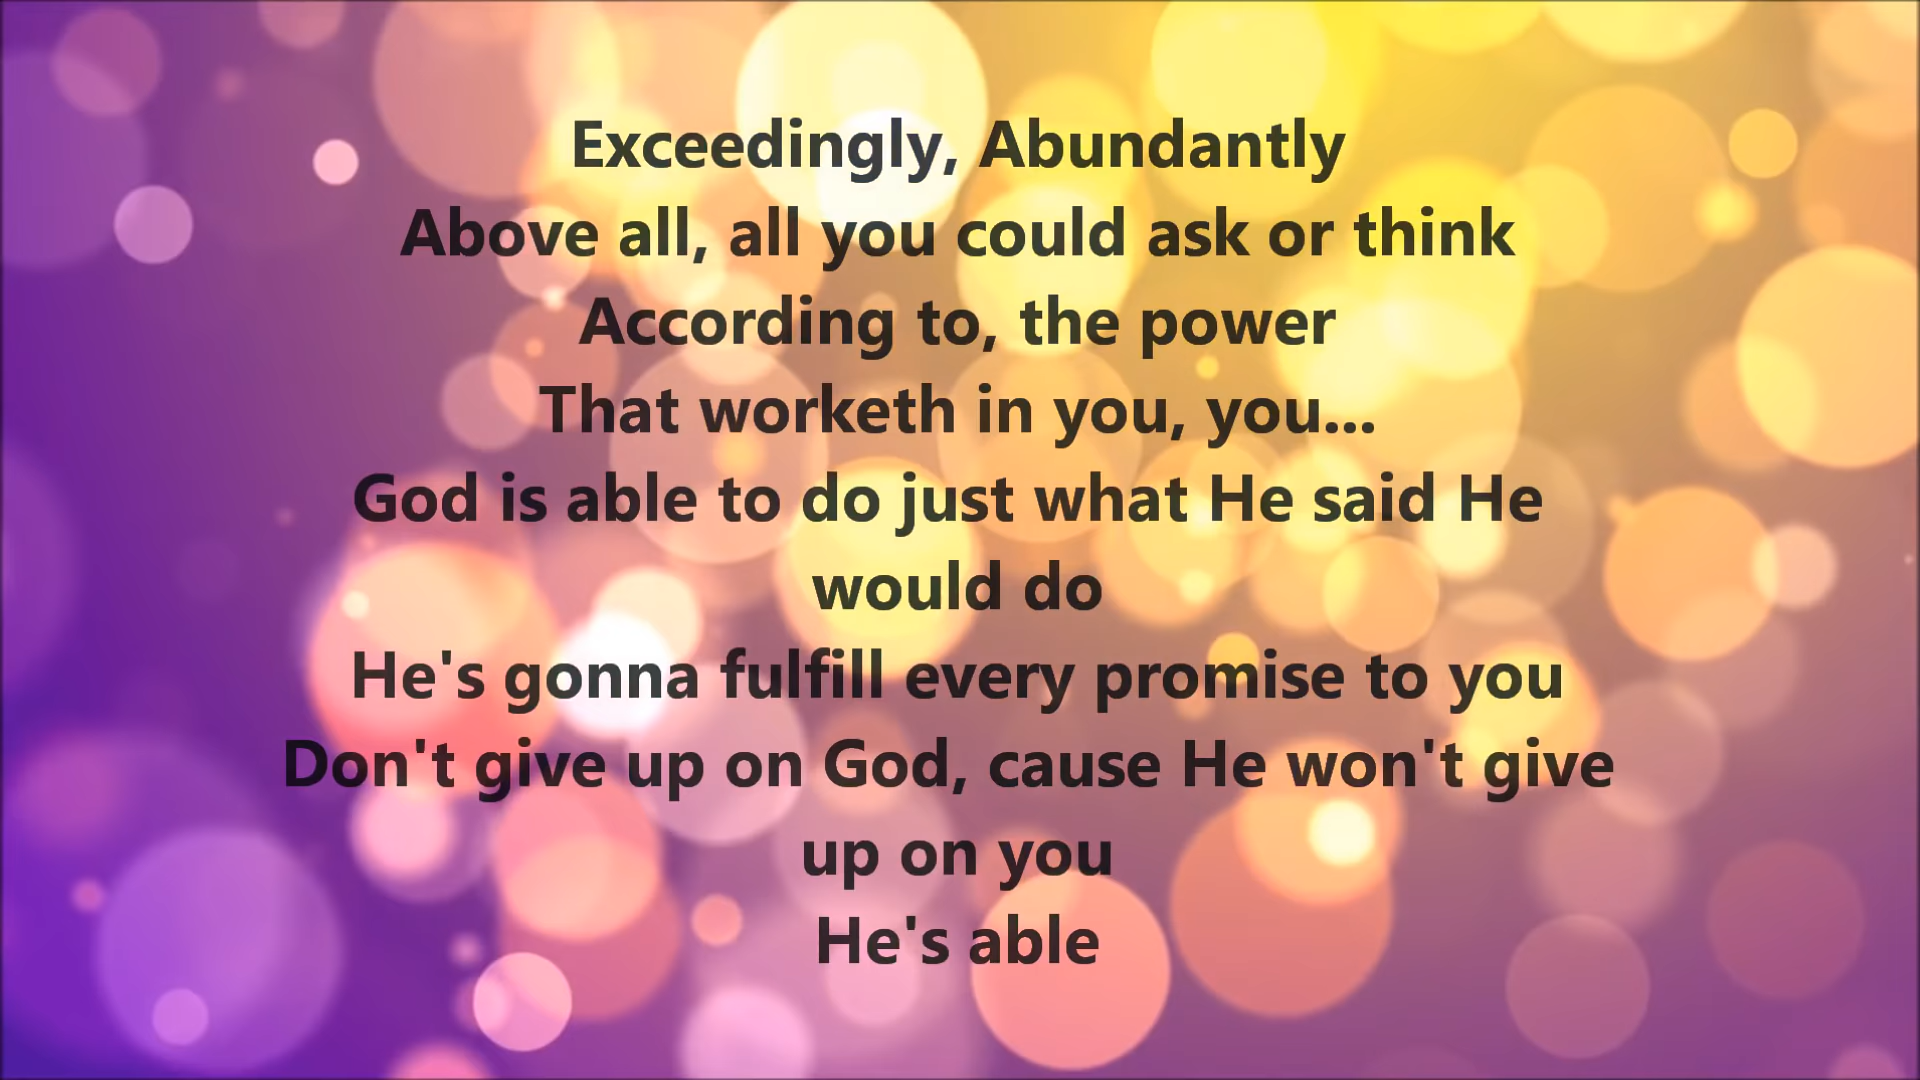 Exceedingly, Abundantly
Above all, all you could ask or think
According to, the power
That worketh in you, you...
God is able to do just what He said He
would do
He's gonna fulfill every promise to you
Don't give up on God, cause He won't give
up on you
He's able